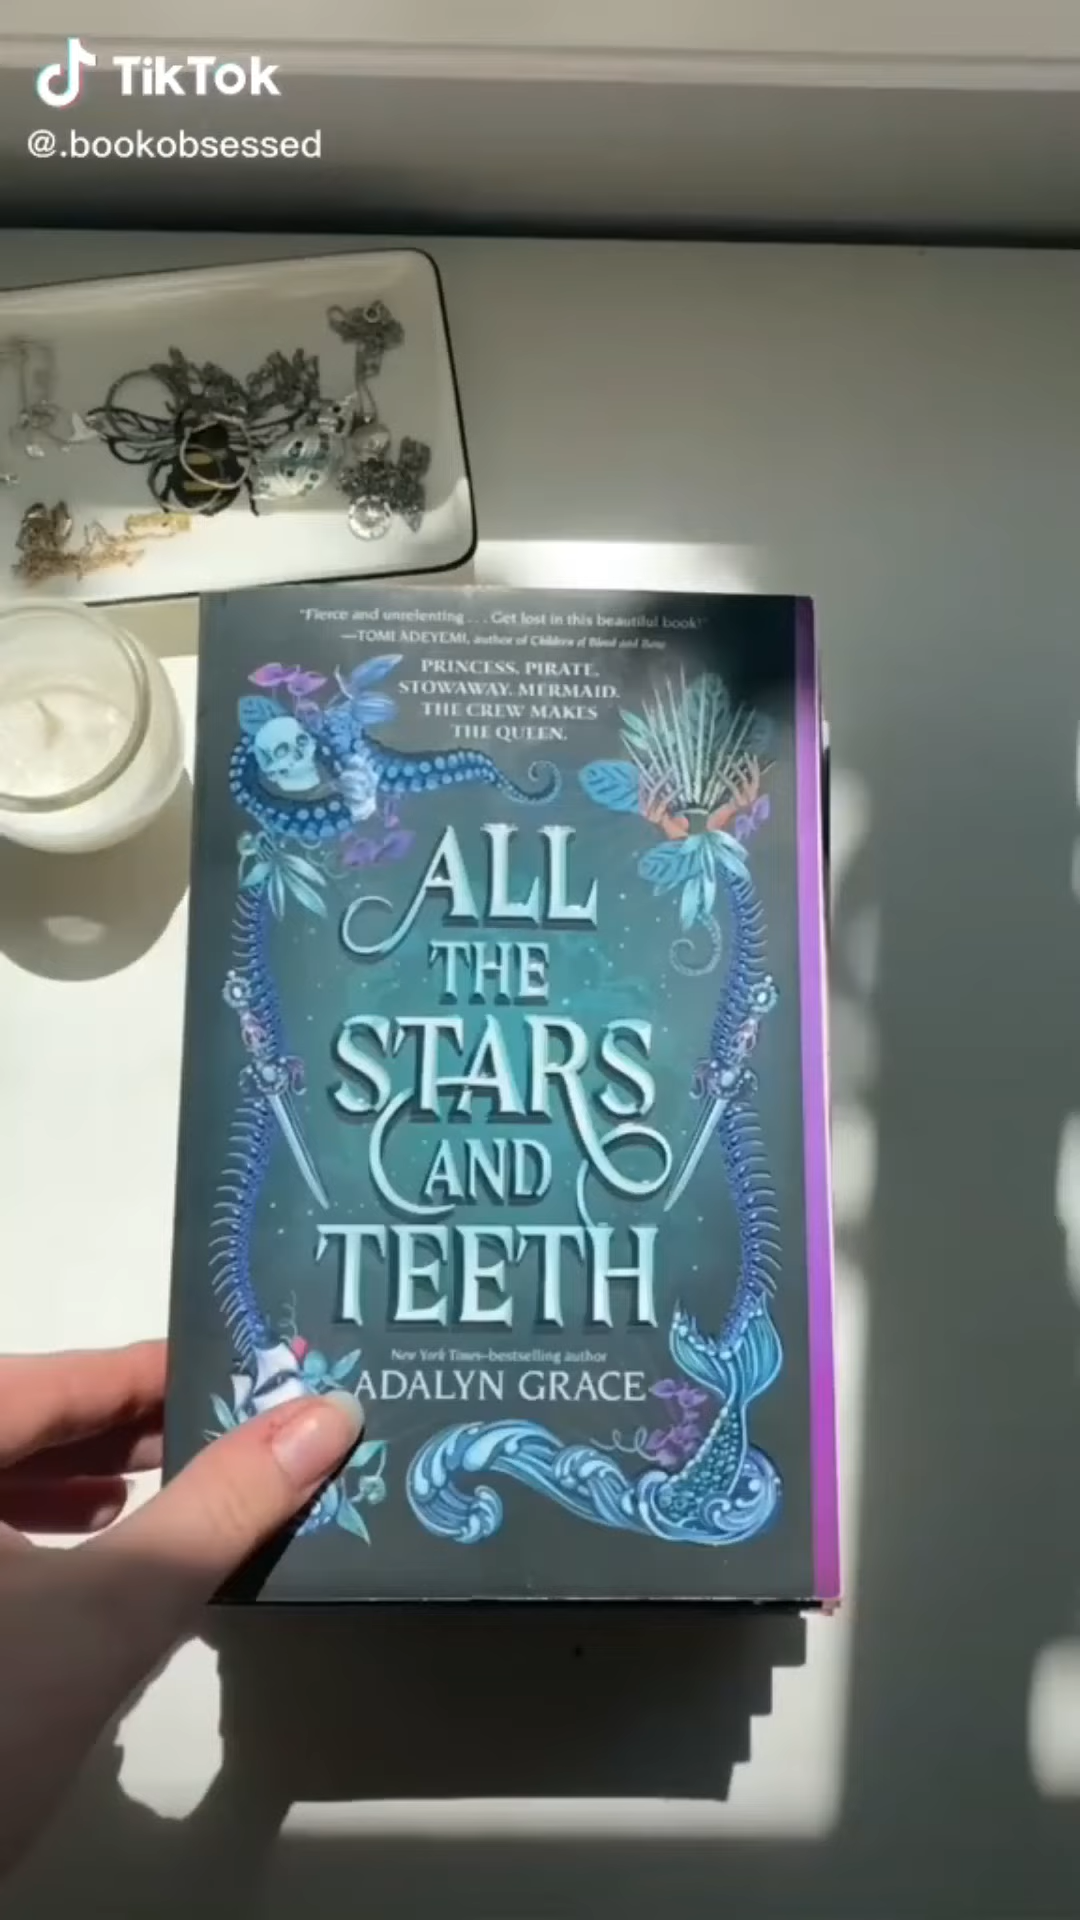 TikTok
@.bookobsessed
"Fierce and unrelenting . . . Get lost in this beautiful book!"
—TOMI ADEYEMI, author of Children of Blood and Bone
PRINCESS. PIRATE.
STOWAWAY. MERMAID.
THE CREW MAKES
THE QUEEN.
ALL
THE
STARS
AND
TEETH
New York Times–bestselling author
ADALYN GRACE